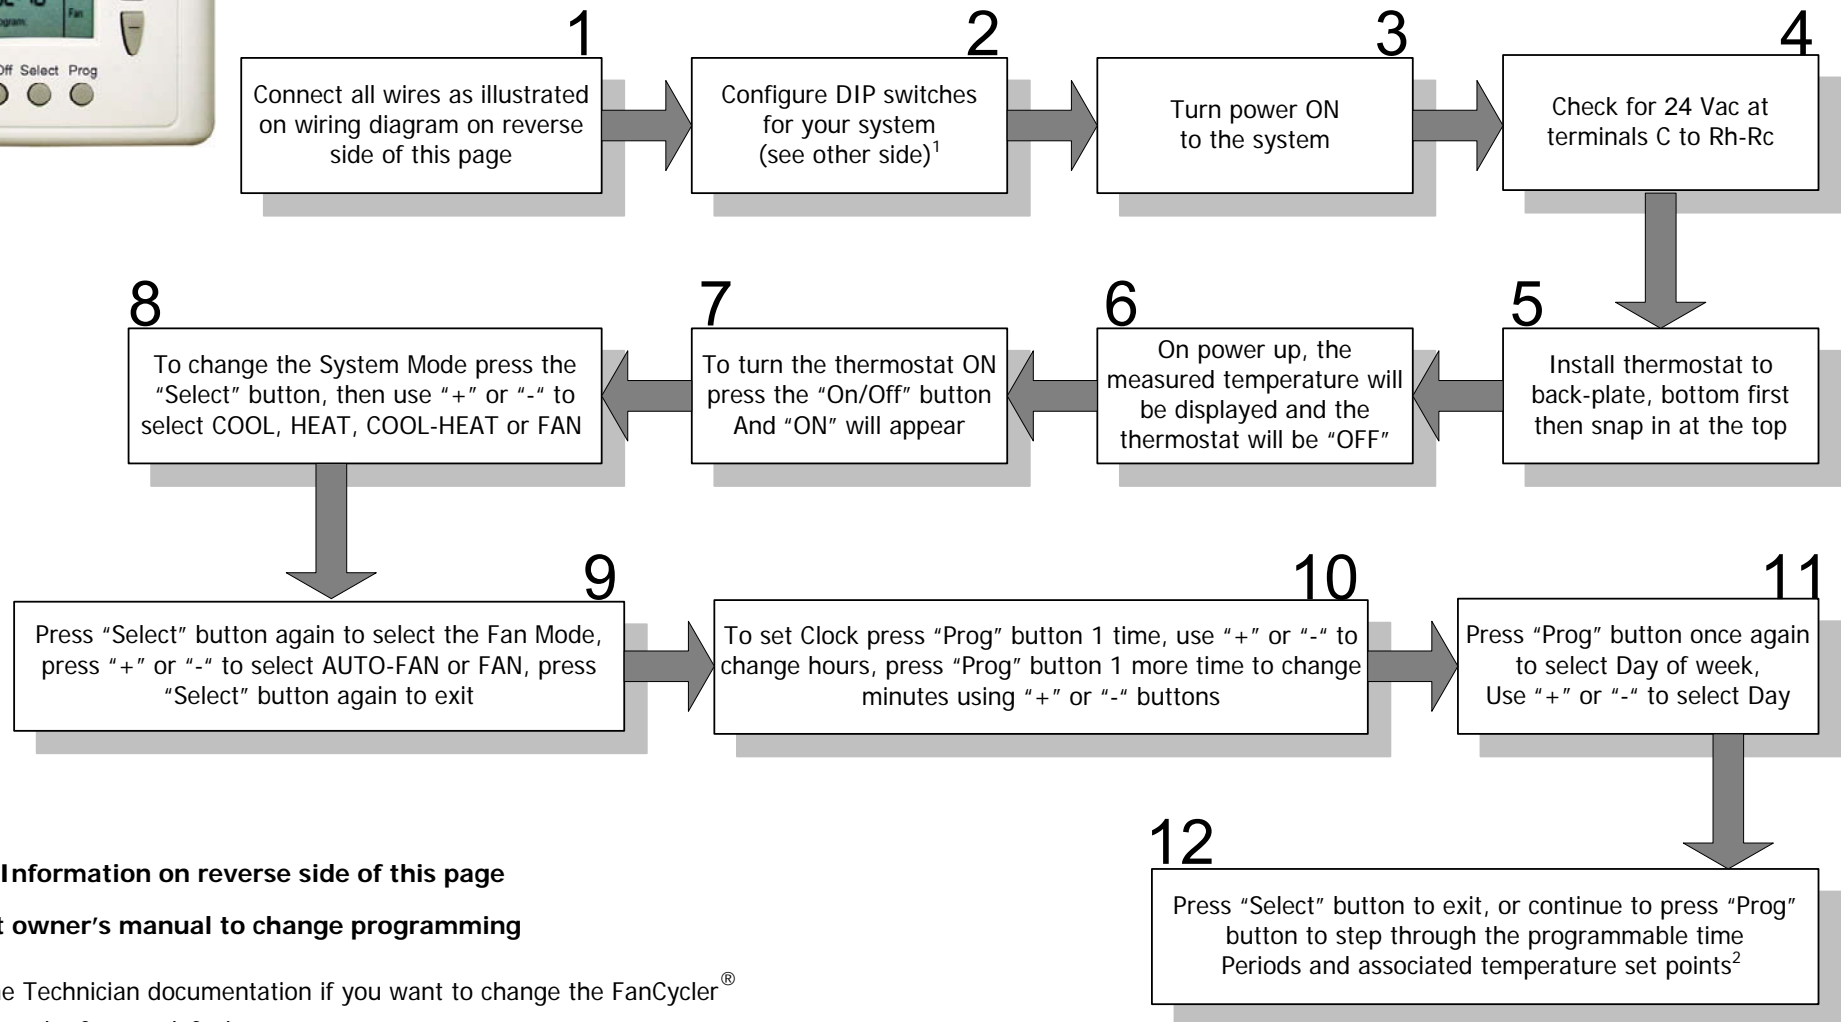 Fan
Off Select Prog
1
Connect all wires as illustrated
on wiring diagram on reverse
side of this page
2
Configure DIP switches
for your system
(see other side)1
3
Turn power ON
to the system
4
Check for 24 Vac at
terminals C to Rh-Rc
5
Install thermostat to
back-plate, bottom first
then snap in at the top
6
On power up, the
measured temperature will
be displayed and the
thermostat will be “OFF”
7
To turn the thermostat ON
press the “On/Off” button
And “ON” will appear
8
To change the System Mode press the
“Select” button, then use “+” or “-“ to
select COOL, HEAT, COOL-HEAT or FAN
9
Press “Select” button again to select the Fan Mode,
press “+” or “-“ to select AUTO-FAN or FAN, press
“Select” button again to exit
10
To set Clock press “Prog” button 1 time, use “+” or “-“ to
change hours, press “Prog” button 1 more time to change
minutes using “+” or “-“ buttons
11
Press “Prog” button once again
to select Day of week,
Use “+” or “-“ to select Day
12
Press “Select” button to exit, or continue to press “Prog”
button to step through the programmable time
Periods and associated temperature set points2
Information on reverse side of this page
owner’s manual to change programming
Technician documentation if you want to change the FanCycler®